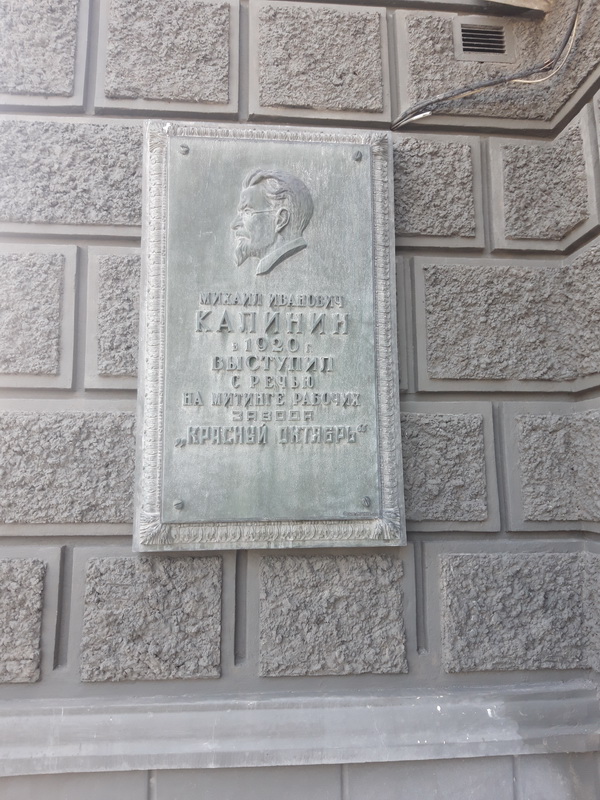 МИХАИЛ ИВАНОВИЧ
КАЛИНИН
в 1920 г.
ВЫСТУПИЛ
С РЕЧЬЮ
НА МИТИНГЕ РАБОЧИХ
ЗАВОДА
„КРАСНЫЙ ОКТЯБРЬ“